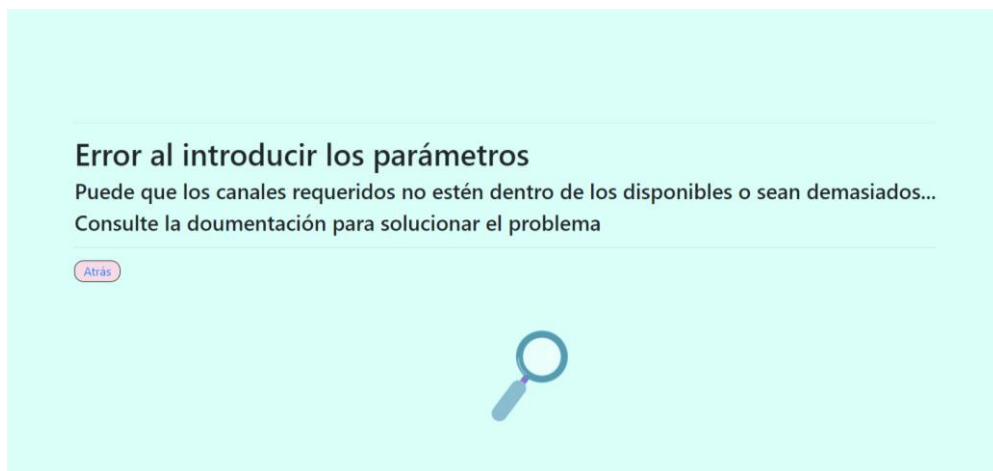 Error al introducir los parámetros
Puede que los canales requeridos no estén dentro de los disponibles o sean demasiados...
Consulte la doumentación para solucionar el problema
Atrás